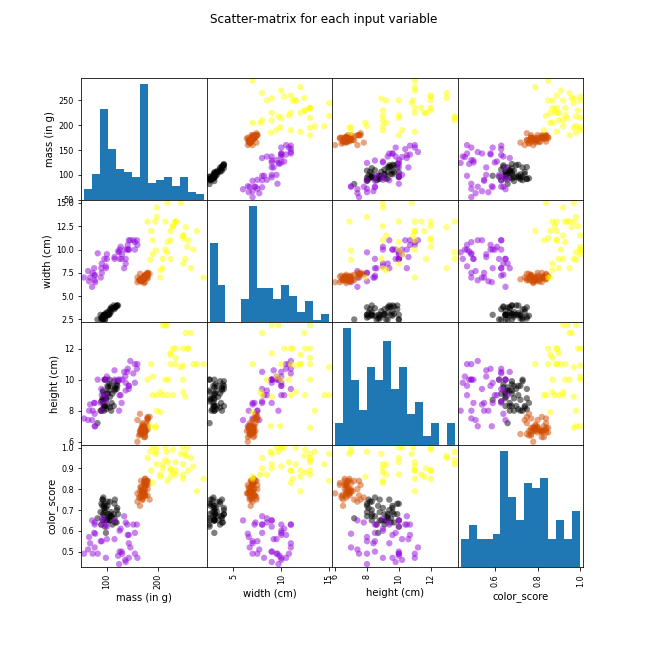 Scatter-matrix for each input variable
mass (in g)
250
200
150
100
50
width (cm)
15.0
12.5
10.0
7.5
5.0
2.5
height (cm)
12
10
8
6
color_score
1.0
0.9
0.8
0.7
0.6
0.5
100 200
5 10 15
6 8 10 12
0.6 0.8 1.0
mass (in g)
width (cm)
height (cm)
color_score